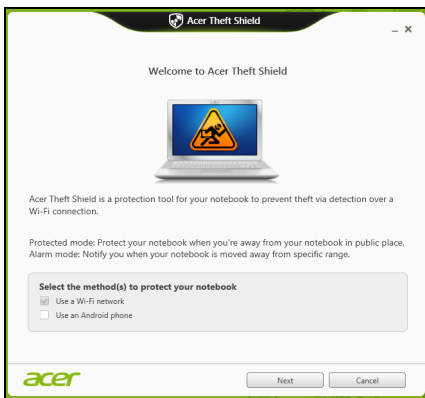 Acer Theft Shield
Welcome to Acer Theft Shield
Acer Theft Shield is a protection tool for your notebook to prevent theft via detection over a
Wi-Fi connection.
Protected mode: Protect your notebook when you're away from your notebook in public place.
Alarm mode: Notify you when your notebook is moved away from specific range.
Select the method(s) to protect your notebook
Use a Wi-Fi network
Use an Android phone
acer
Next
Cancel